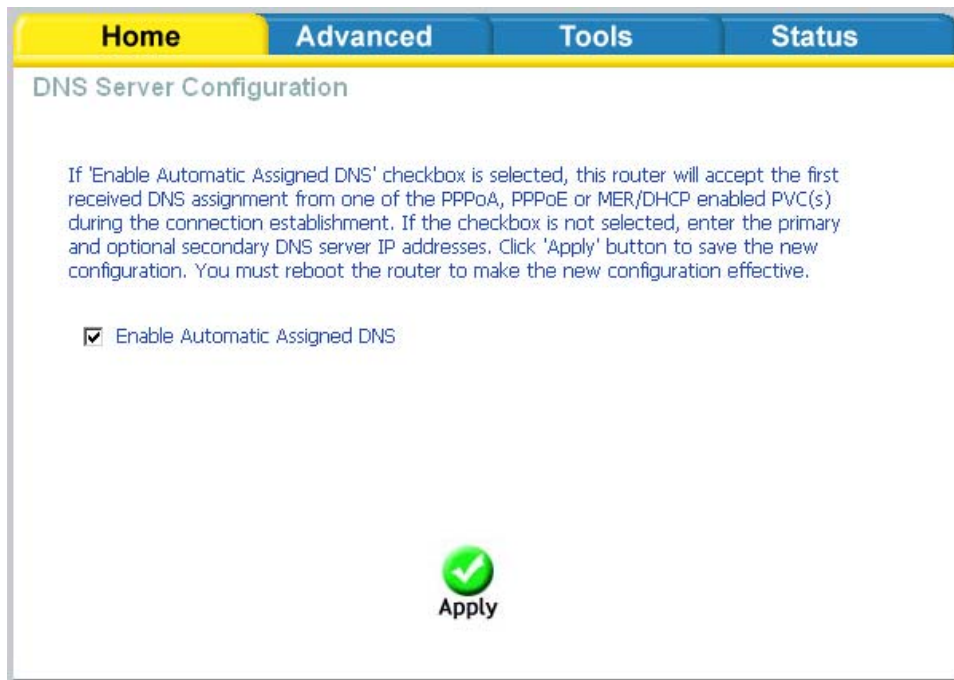 Home Advanced Tools Status
DNS Server Configuration
If 'Enable Automatic Assigned DNS' checkbox is selected, this router will accept the first
received DNS assignment from one of the PPPoA, PPPoE or MER/DHCP enabled PVC(s)
during the connection establishment. If the checkbox is not selected, enter the primary
and optional secondary DNS server IP addresses. Click 'Apply' button to save the new
configuration. You must reboot the router to make the new configuration effective.
Enable Automatic Assigned DNS
Apply